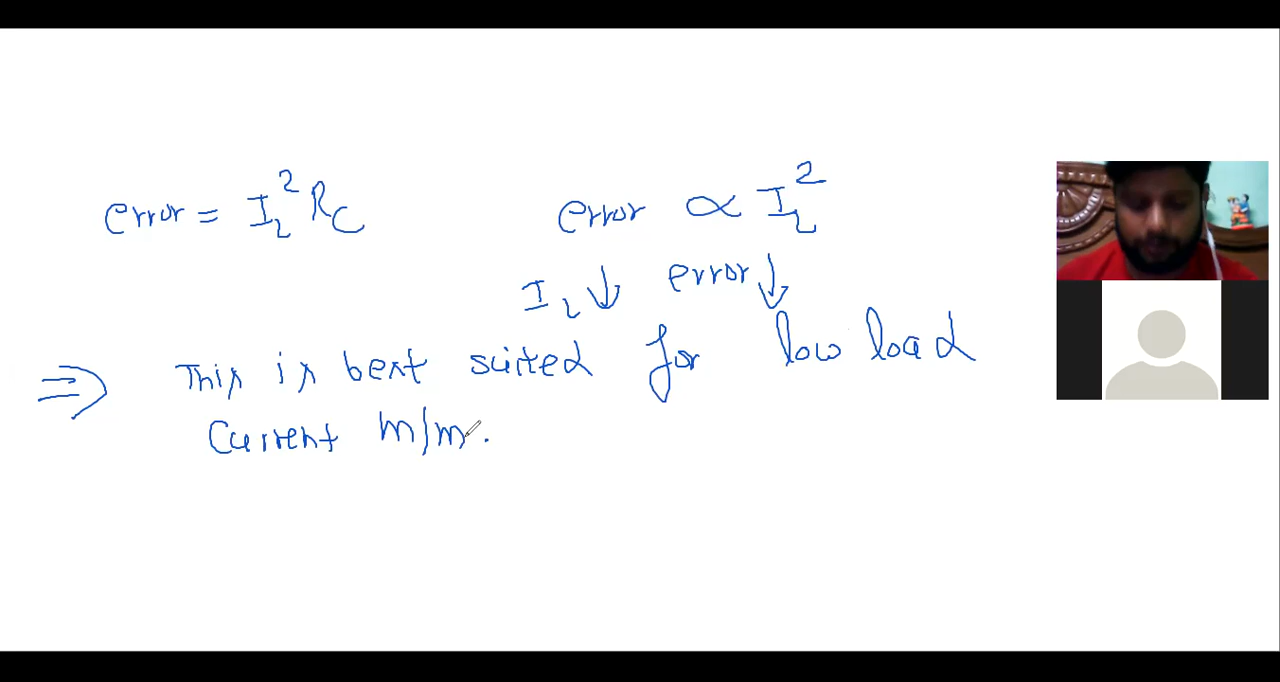 error = I_L^2 R_C
error ∝ I_L^2
I_L ↓ error ↓
⇒ This is best suited for low load
Current m/m.